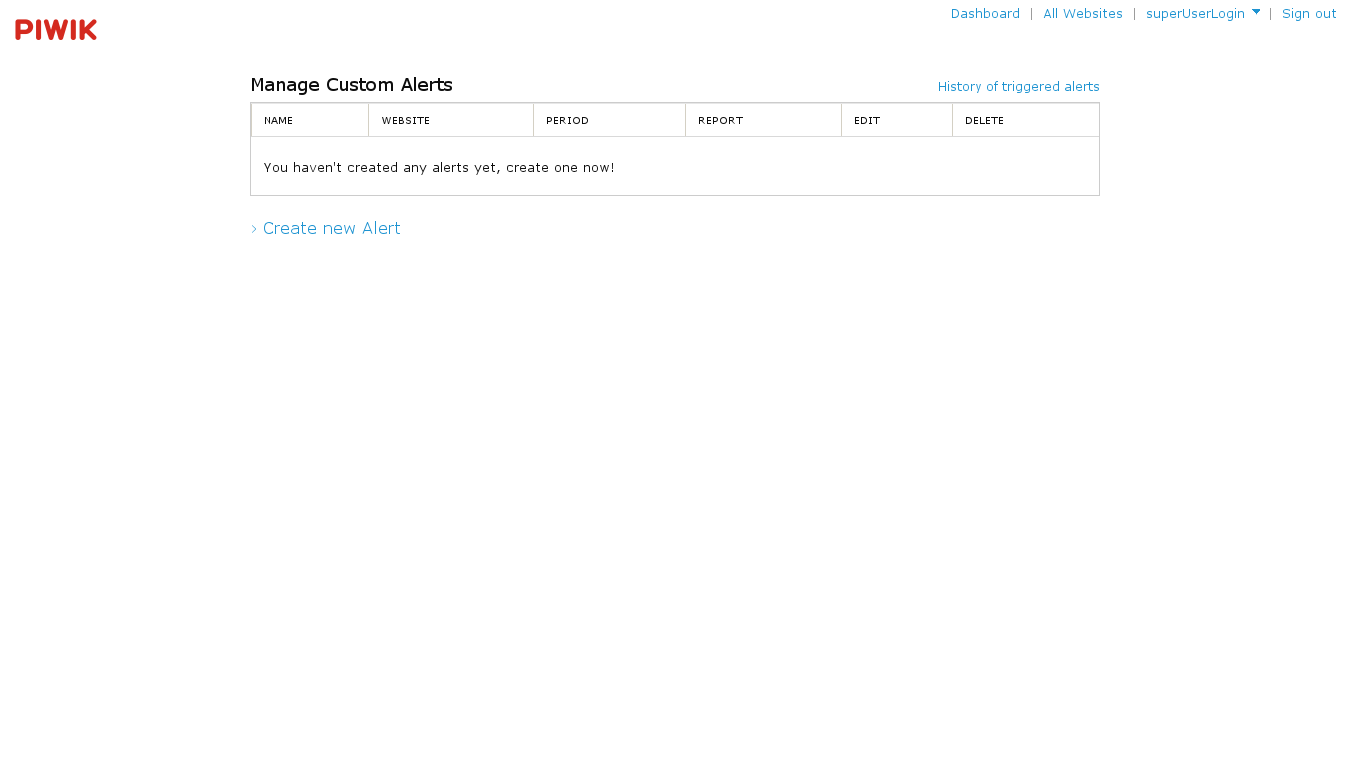 PIWIK
Dashboard | All Websites | superUserLogin | Sign out
Manage Custom Alerts
History of triggered alerts
NAME WEBSITE PERIOD REPORT EDIT DELETE
You haven't created any alerts yet, create one now!
› Create new Alert